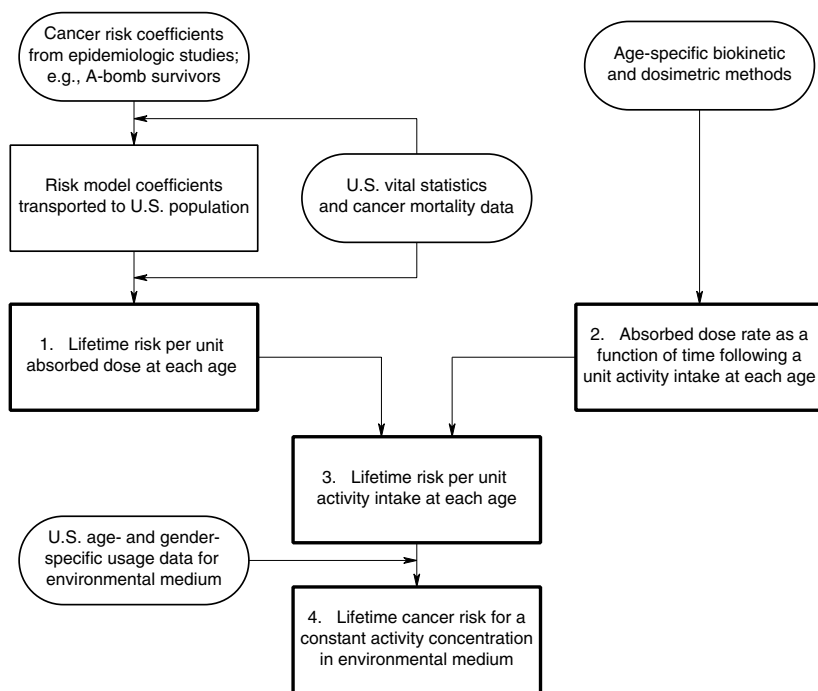 Cancer risk coefficients
from epidemiologic studies;
e.g., A-bomb survivors
Age-specific biokinetic
and dosimetric methods
Risk model coefficients
transported to U.S. population
U.S. vital statistics
and cancer mortality data
1. Lifetime risk per unit
absorbed dose at each age
2. Absorbed dose rate as a
function of time following a
unit activity intake at each age
3. Lifetime risk per unit
activity intake at each age
U.S. age- and gender-
specific usage data for
environmental medium
4. Lifetime cancer risk for a
constant activity concentration
in environmental medium